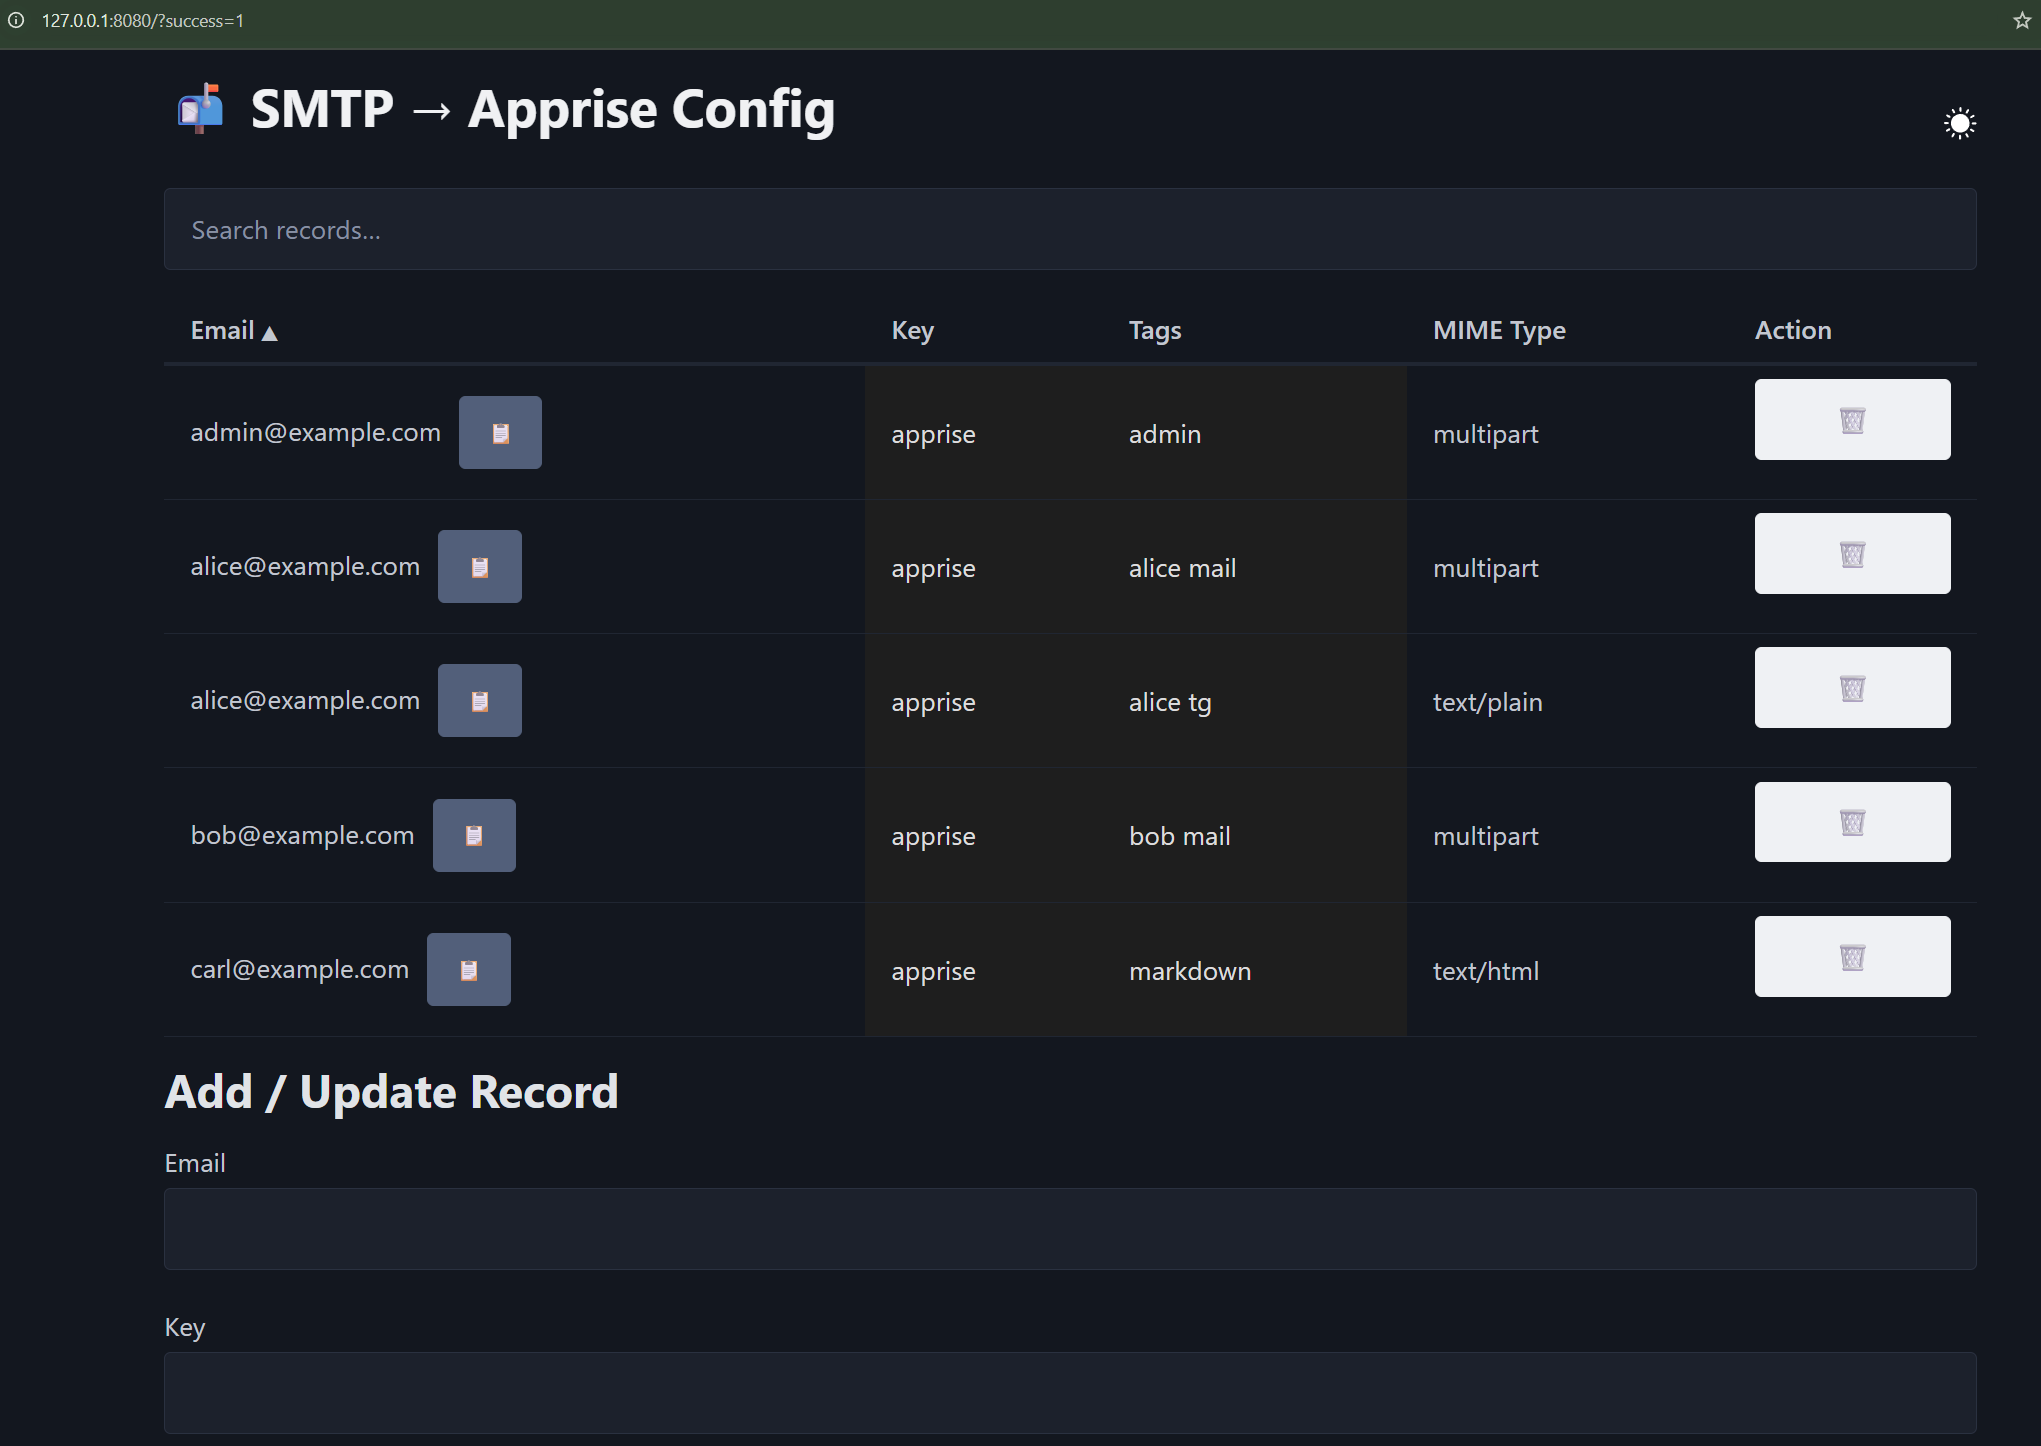 127.0.0.1:8080/?success=1
SMTP → Apprise Config
Search records...
Email ▲ Key Tags MIME Type Action
admin@example.com apprise admin multipart
alice@example.com apprise alice mail multipart
alice@example.com apprise alice tg text/plain
bob@example.com apprise bob mail multipart
carl@example.com apprise markdown text/html
Add / Update Record
Email
Key